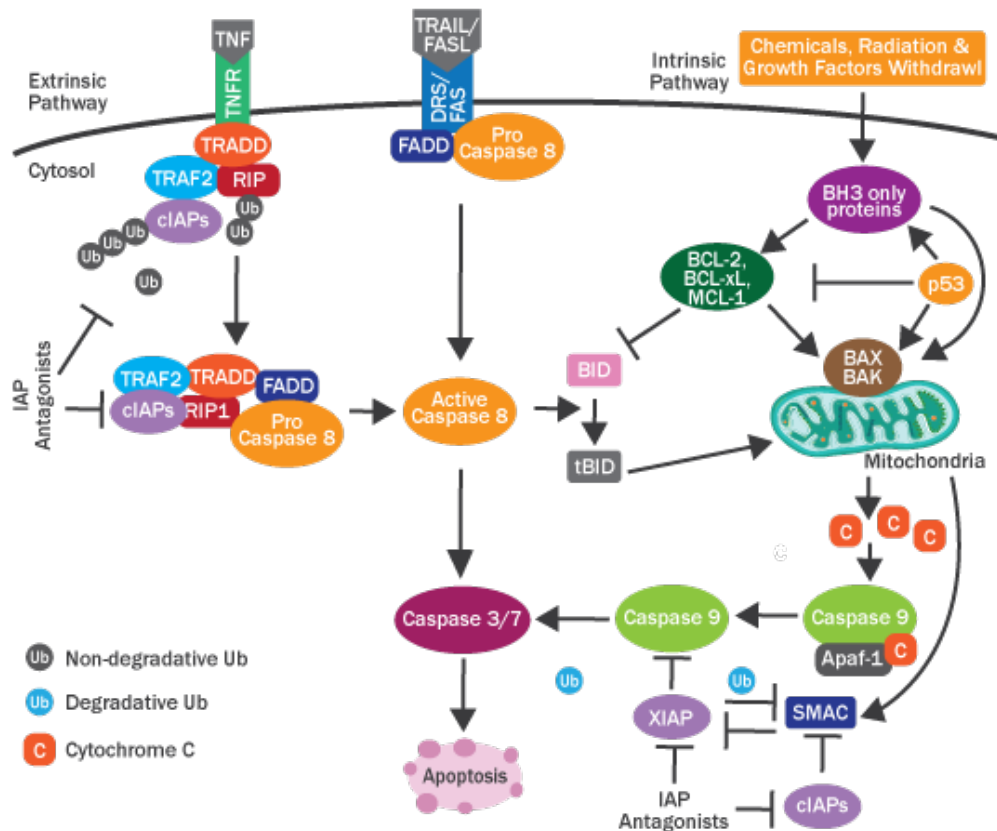 TNF
TNFR
TRAIL/
FASL
DRS/
FAS
Extrinsic
Pathway
Intrinsic
Pathway
Chemicals, Radiation &
Growth Factors Withdrawl
Cytosol
TRADD
TRAF2
RIP
cIAPs
Ub
Ub
Ub
Ub
Ub
Ub
Ub
FADD
Pro
Caspase 8
BH3 only
proteins
BCL-2,
BCL-xL,
MCL-1
p53
IAP
Antagonists
TRAF2
TRADD
FADD
cIAPs
RIP1
Pro
Caspase 8
Active
Caspase 8
BID
tBID
BAX
BAK
Mitochondria
C
C
C
C
Caspase 3/7
Caspase 9
Caspase 9
Apaf-1
C
Ub
Ub
XIAP
SMAC
cIAPs
IAP
Antagonists
Apoptosis
Ub Non-degradative Ub
Ub Degradative Ub
C Cytochrome C